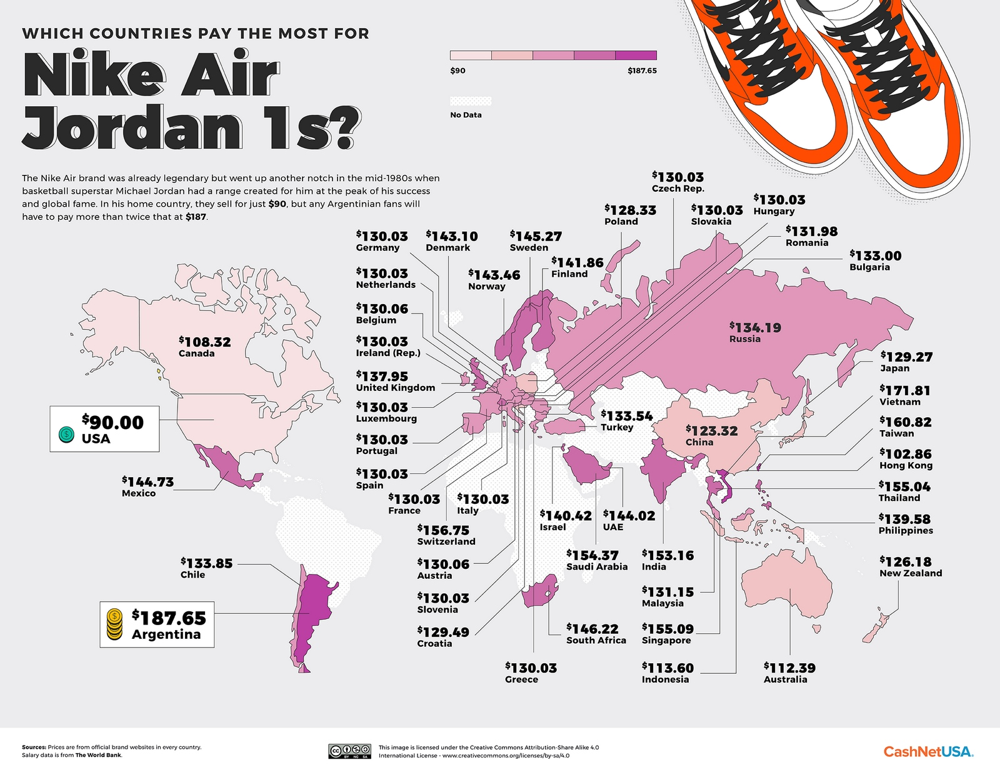 WHICH COUNTRIES PAY THE MOST FOR
Nike Air
Jordan 1s?
$90
$187.65
No Data
The Nike Air brand was already legendary but went up another notch in the mid-1980s when
basketball superstar Michael Jordan had a range created for him at the peak of his success
and global fame. In his home country, they sell for just $90, but any Argentinian fans will
have to pay more than twice that at $187.
$130.03
Czech Rep.
$128.33
Poland
$130.03
Slovakia
$130.03
Hungary
$131.98
Romania
$133.00
Bulgaria
$130.03
Germany
$143.10
Denmark
$145.27
Sweden
$141.86
Finland
$143.46
Norway
$130.03
Netherlands
$130.06
Belgium
$130.03
Ireland (Rep.)
$137.95
United Kingdom
$130.03
Luxembourg
$130.03
Portugal
$130.03
Spain
$130.03
France
$130.03
Italy
$156.75
Switzerland
$130.06
Austria
$130.03
Slovenia
$129.49
Croatia
$130.03
Greece
$108.32
Canada
$90.00
USA
$144.73
Mexico
$133.85
Chile
$187.65
Argentina
$134.19
Russia
$133.54
Turkey
$123.32
China
$129.27
Japan
$171.81
Vietnam
$160.82
Taiwan
$102.86
Hong Kong
$155.04
Thailand
$139.58
Philippines
$126.18
New Zealand
$140.42
Israel
$144.02
UAE
$154.37
Saudi Arabia
$153.16
India
$131.15
Malaysia
$146.22
South Africa
$155.09
Singapore
$113.60
Indonesia
$112.39
Australia
Sources: Prices are from official brand websites in every country.
Salary data is from The World Bank.
cc BY NC SA
This image is licensed under the Creative Commons Attribution-Share Alike 4.0
International License - www.creativecommons.org/licenses/by-sa/4.0
CashNetUSA.